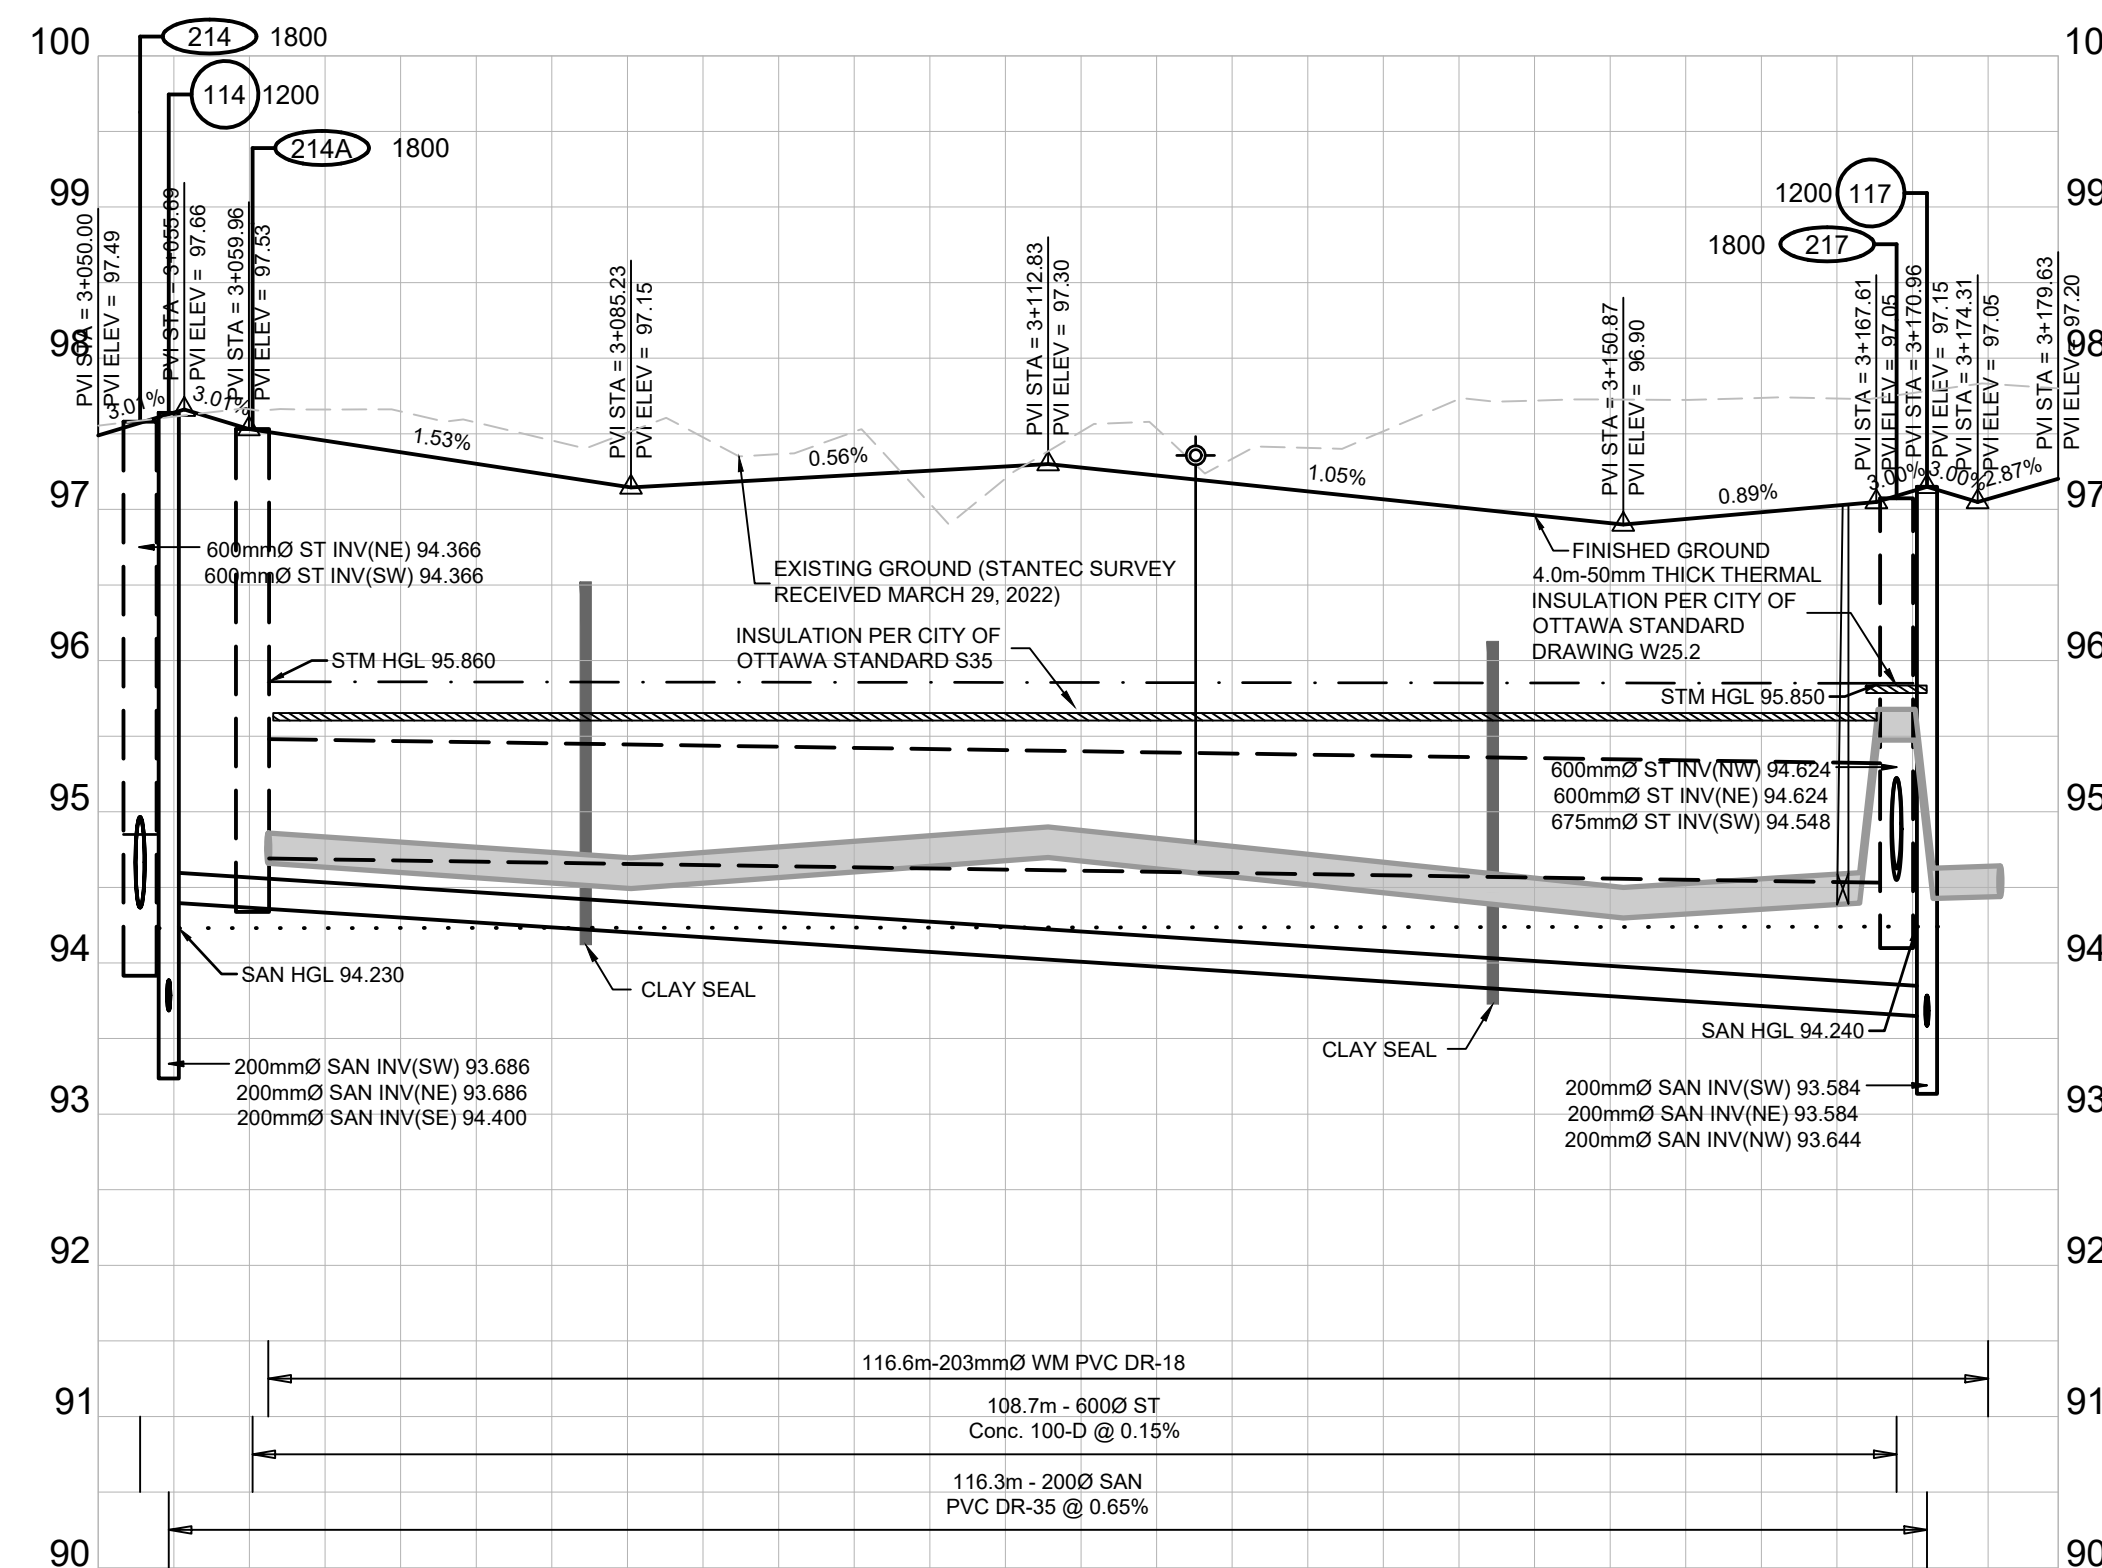 100
214
1800
10
114
1200
214A
1800
99
1200
117
99
1800
217
PVI STA = 3+050.00
PVI ELEV = 97.49
PVI STA = 3+055.69
PVI ELEV = 97.66
PVI STA = 3+059.96
PVI ELEV = 97.53
PVI STA = 3+085.23
PVI ELEV = 97.15
PVI STA = 3+112.83
PVI ELEV = 97.30
PVI STA = 3+150.87
PVI ELEV = 96.90
PVI STA = 3+167.61
PVI ELEV = 97.05
PVI STA = 3+170.96
PVI ELEV = 97.15
PVI STA = 3+174.31
PVI ELEV = 97.05
PVI STA = 3+179.63
PVI ELEV = 97.20
98
98
3.01%
3.07%
1.53%
0.56%
1.05%
0.89%
3.00%
3.00%
2.87%
97
97
600mmØ ST INV(NE) 94.366
600mmØ ST INV(SW) 94.366
EXISTING GROUND (STANTEC SURVEY
RECEIVED MARCH 29, 2022)
FINISHED GROUND
4.0m-50mm THICK THERMAL
INSULATION PER CITY OF
OTTAWA STANDARD
DRAWING W25.2
INSULATION PER CITY OF
OTTAWA STANDARD S35
96
96
STM HGL 95.860
STM HGL 95.850
600mmØ ST INV(NW) 94.624
600mmØ ST INV(NE) 94.624
675mmØ ST INV(SW) 94.548
95
95
94
94
SAN HGL 94.230
CLAY SEAL
CLAY SEAL
SAN HGL 94.240
200mmØ SAN INV(SW) 93.686
200mmØ SAN INV(NE) 93.686
200mmØ SAN INV(SE) 94.400
200mmØ SAN INV(SW) 93.584
200mmØ SAN INV(NE) 93.584
200mmØ SAN INV(NW) 93.644
93
93
92
92
116.6m-203mmØ WM PVC DR-18
91
91
108.7m - 600Ø ST
Conc. 100-D @ 0.15%
116.3m - 200Ø SAN
PVC DR-35 @ 0.65%
90
90